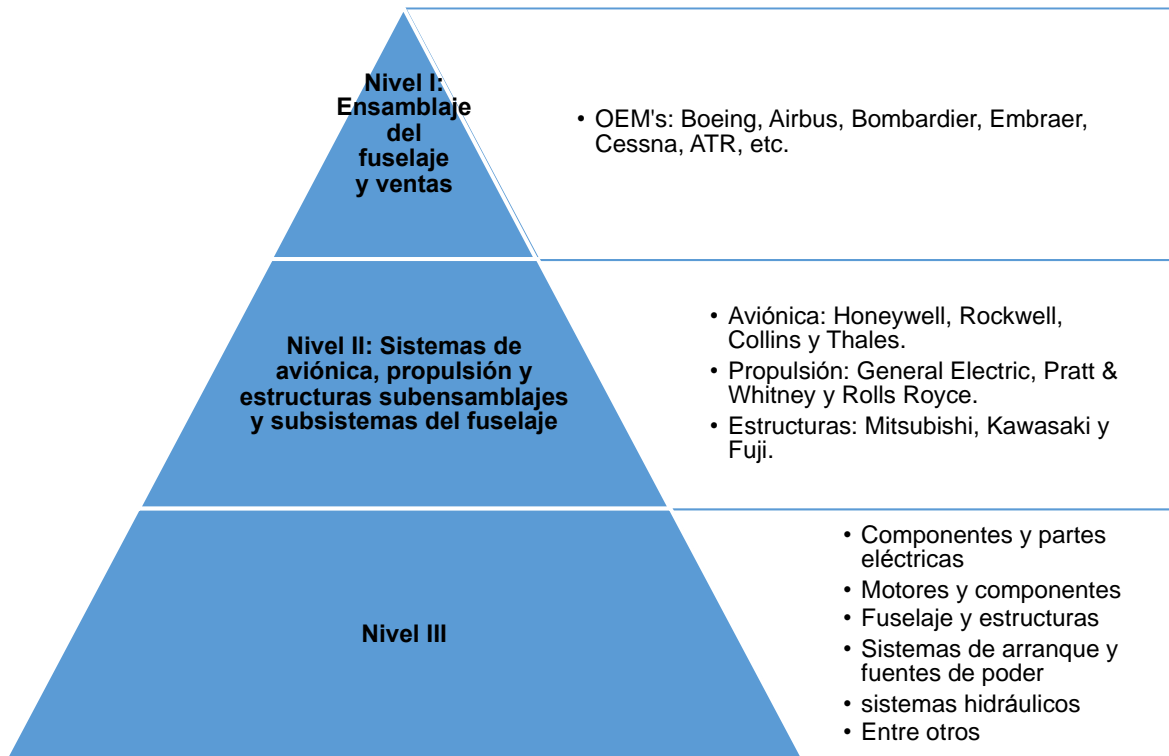 Nivel I:
Ensamblaje
del
fuselaje
y ventas
• OEM's: Boeing, Airbus, Bombardier, Embraer,
Cessna, ATR, etc.
Nivel II: Sistemas de
aviónica, propulsión y
estructuras subensamblajes
y subsistemas del fuselaje
• Aviónica: Honeywell, Rockwell,
Collins y Thales.
• Propulsión: General Electric, Pratt &
Whitney y Rolls Royce.
• Estructuras: Mitsubishi, Kawasaki y
Fuji.
Nivel III
• Componentes y partes
eléctricas
• Motores y componentes
• Fuselaje y estructuras
• Sistemas de arranque y
fuentes de poder
• sistemas hidráulicos
• Entre otros